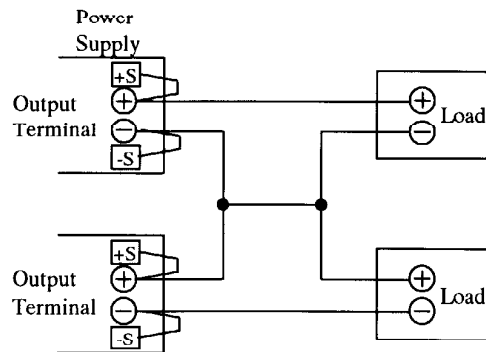 Power
Supply
+S
Output
Terminal
+
−
-S
+
−
Load
+S
Output
Terminal
+
−
-S
+
−
Load